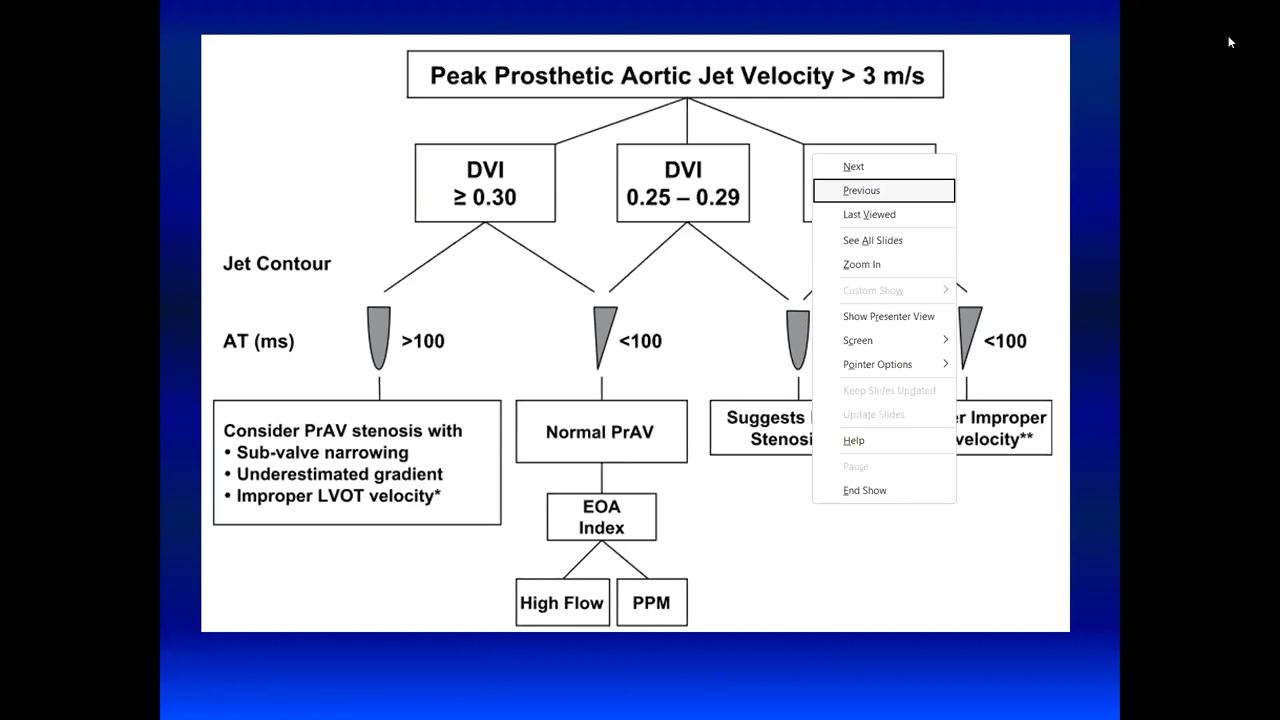 Peak Prosthetic Aortic Jet Velocity > 3 m/s
DVI
≥ 0.30
DVI
0.25 – 0.29
Jet Contour
AT (ms)
>100
<100
<100
Consider PrAV stenosis with
• Sub-valve narrowing
• Underestimated gradient
• Improper LVOT velocity*
Normal PrAV
Suggests
EOA
Index
High Flow
PPM
Improper
velocity**
Next
Previous
Last Viewed
See All Slides
Zoom In
Custom Show
Show Presenter View
Screen
Pointer Options
Keep Slides Updated
Update Slides
Help
Pause
End Show